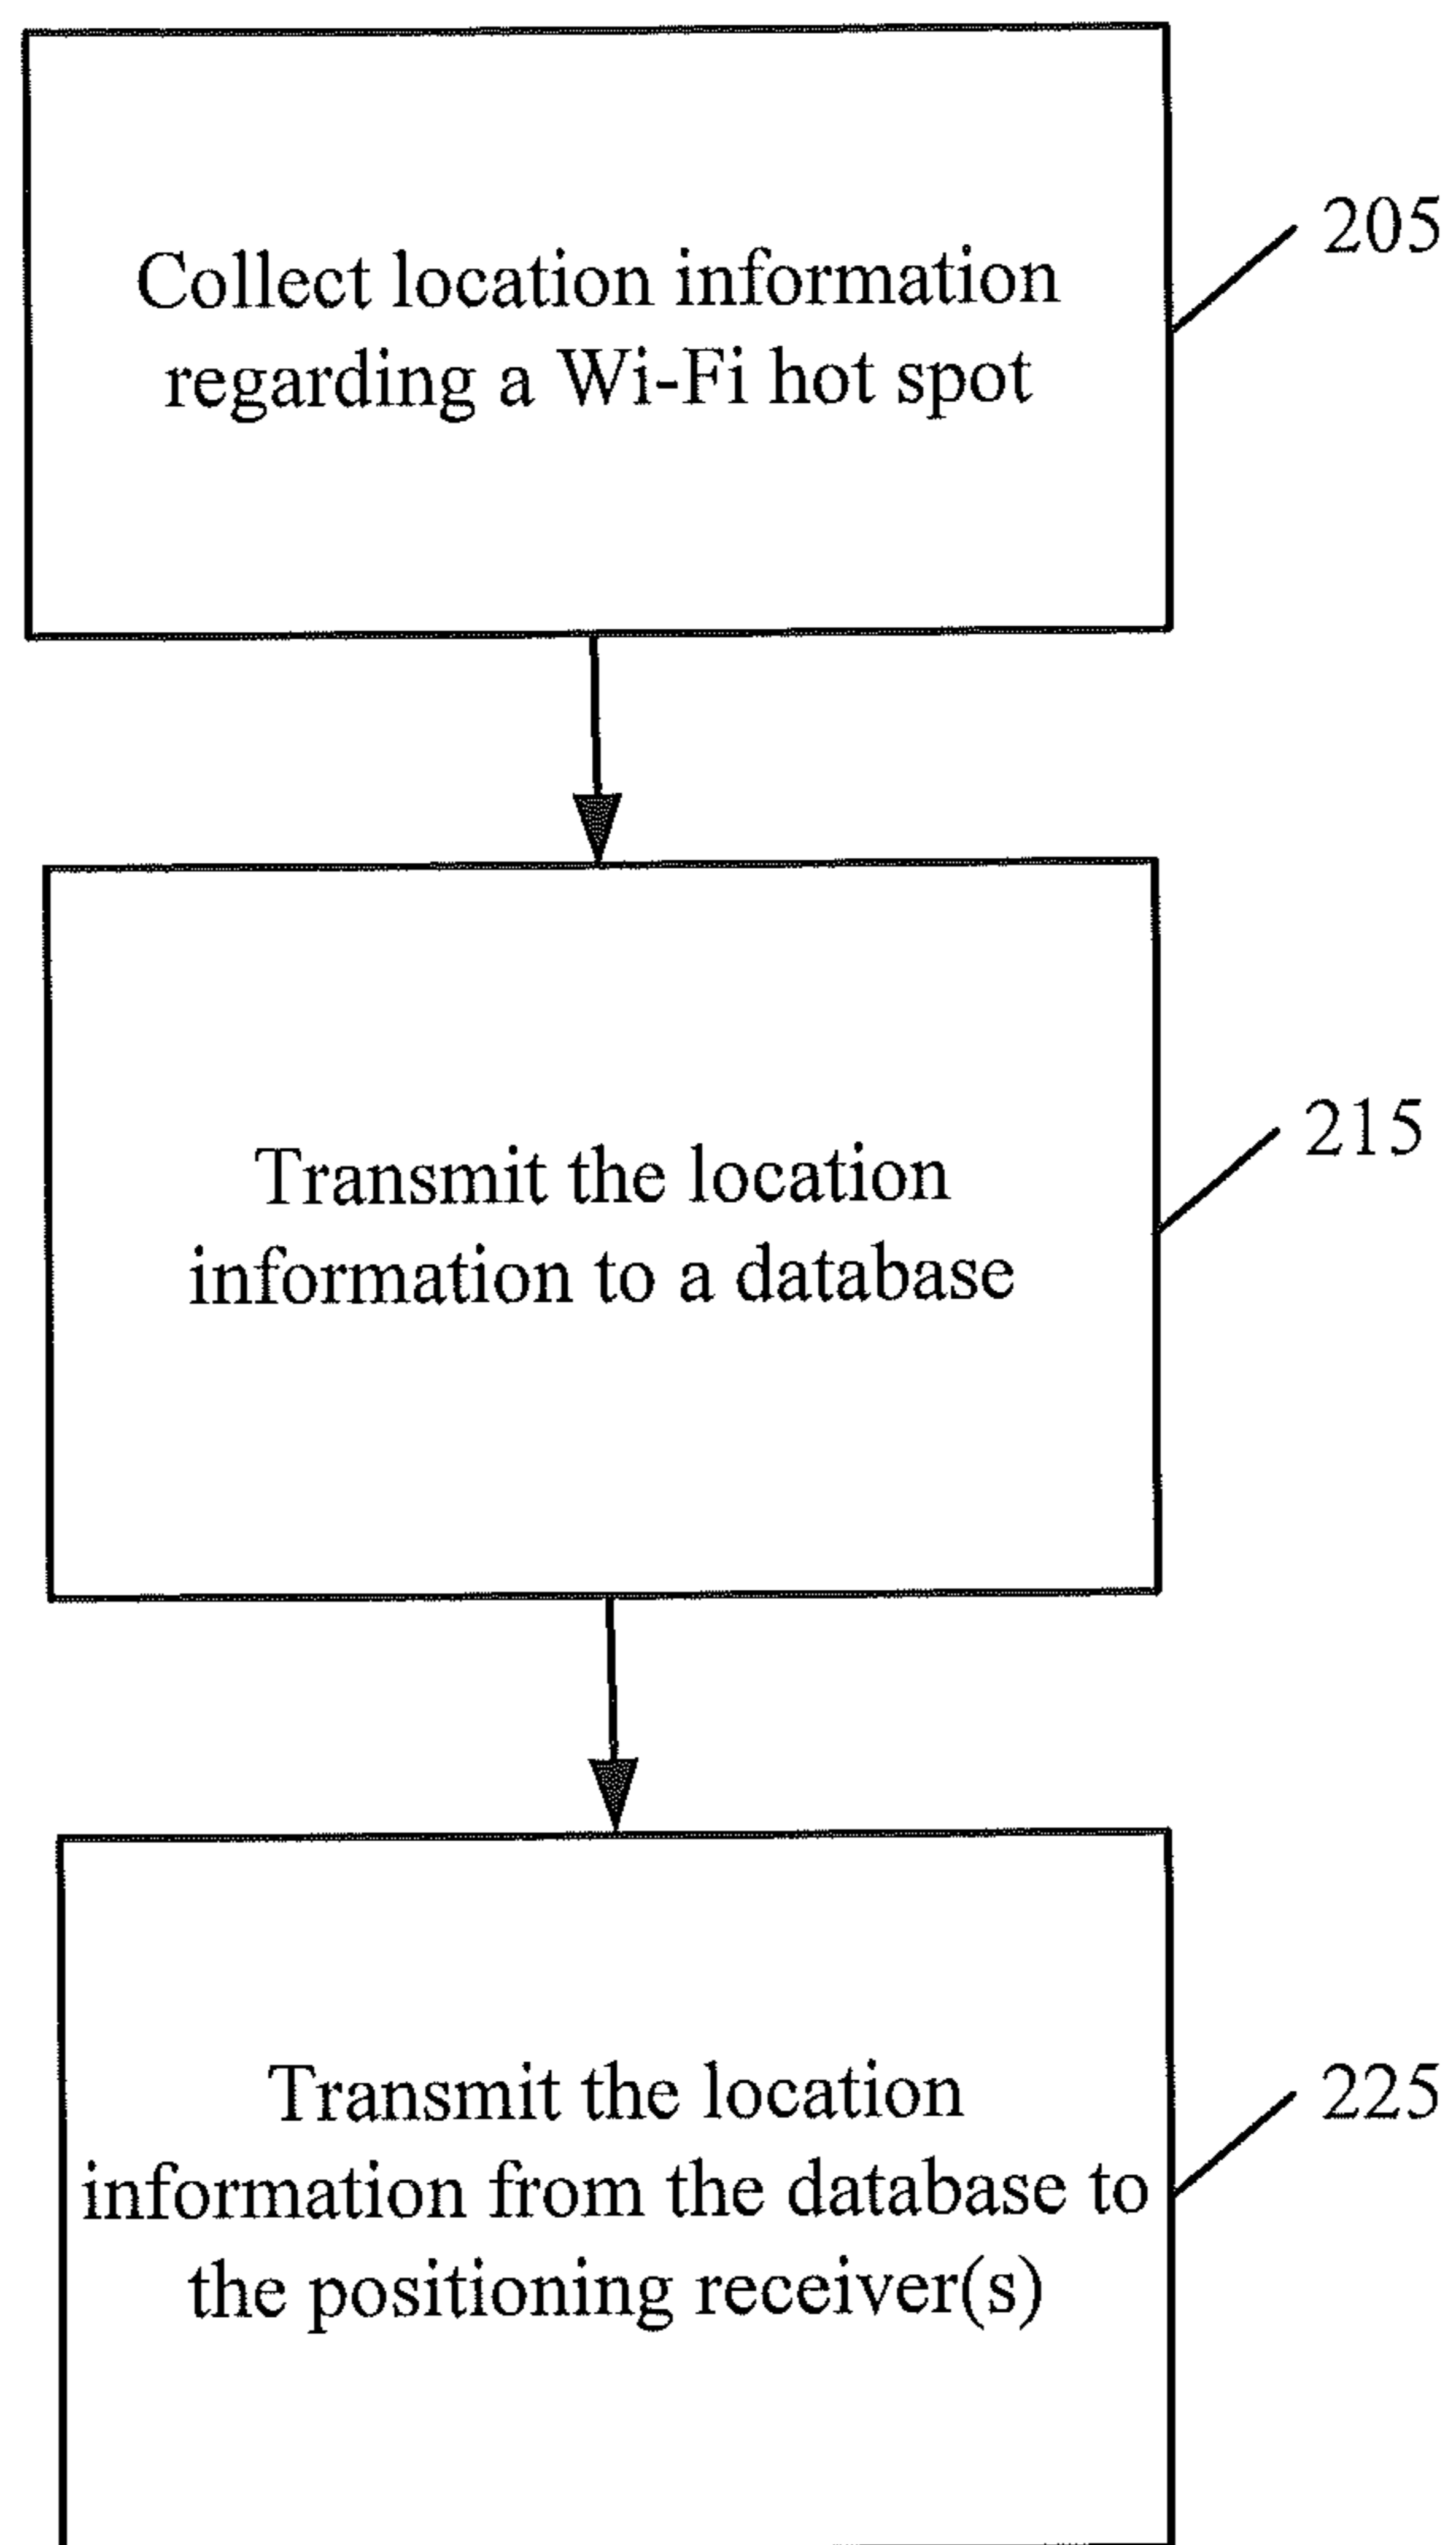 Collect location information
regarding a Wi-Fi hot spot
205
Transmit the location
information to a database
215
Transmit the location
information from the database to
the positioning receiver(s)
225